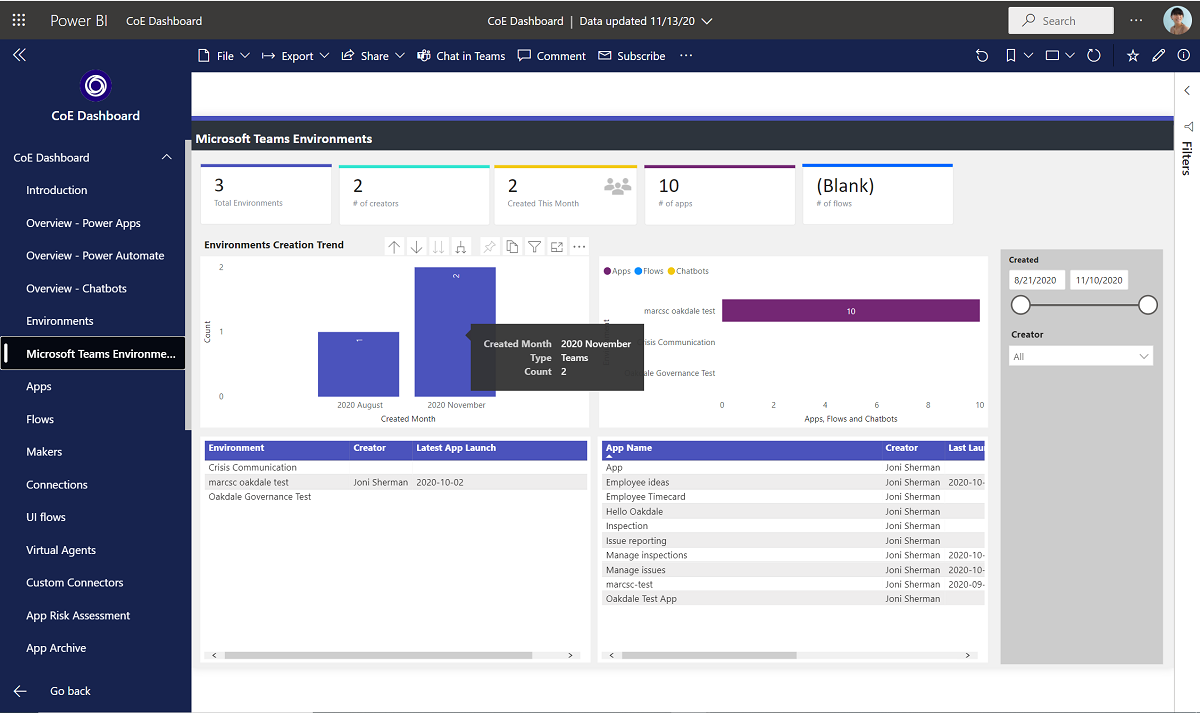 Power BI CoE Dashboard CoE Dashboard | Data updated 11/13/20 Search
File Export Share Chat in Teams Comment Subscribe
CoE Dashboard
CoE Dashboard
Introduction
Overview - Power Apps
Overview - Power Automate
Overview - Chatbots
Environments
Microsoft Teams Environme...
Apps
Flows
Makers
Connections
UI flows
Virtual Agents
Custom Connectors
App Risk Assessment
App Archive
Go back
Microsoft Teams Environments
3
Total Environments
2
# of creators
2
Created This Month
10
# of apps
(Blank)
# of flows
Environments Creation Trend
Count
2
1
0
1
2
2020 August 2020 November
Created Month
Created Month 2020 November
Type Teams
Count 2
Apps Flows Chatbots
marcsc oakdale test 10
isis Communication
le Governance Test
0 2 4 6 8 10
Apps, Flows and Chatbots
Environment Creator Latest App Launch
Crisis Communication
marcsc oakdale test Joni Sherman 2020-10-02
Oakdale Governance Test
App Name Creator Last Lau
App Joni Sherman
Employee ideas Joni Sherman 2020-10-
Employee Timecard Joni Sherman
Hello Oakdale Joni Sherman
Inspection Joni Sherman
Issue reporting Joni Sherman
Manage inspections Joni Sherman 2020-10-
Manage issues Joni Sherman 2020-10-
marcsc-test Joni Sherman 2020-09-
Oakdale Test App Joni Sherman
Created
8/21/2020 11/10/2020
Creator
All
Filters